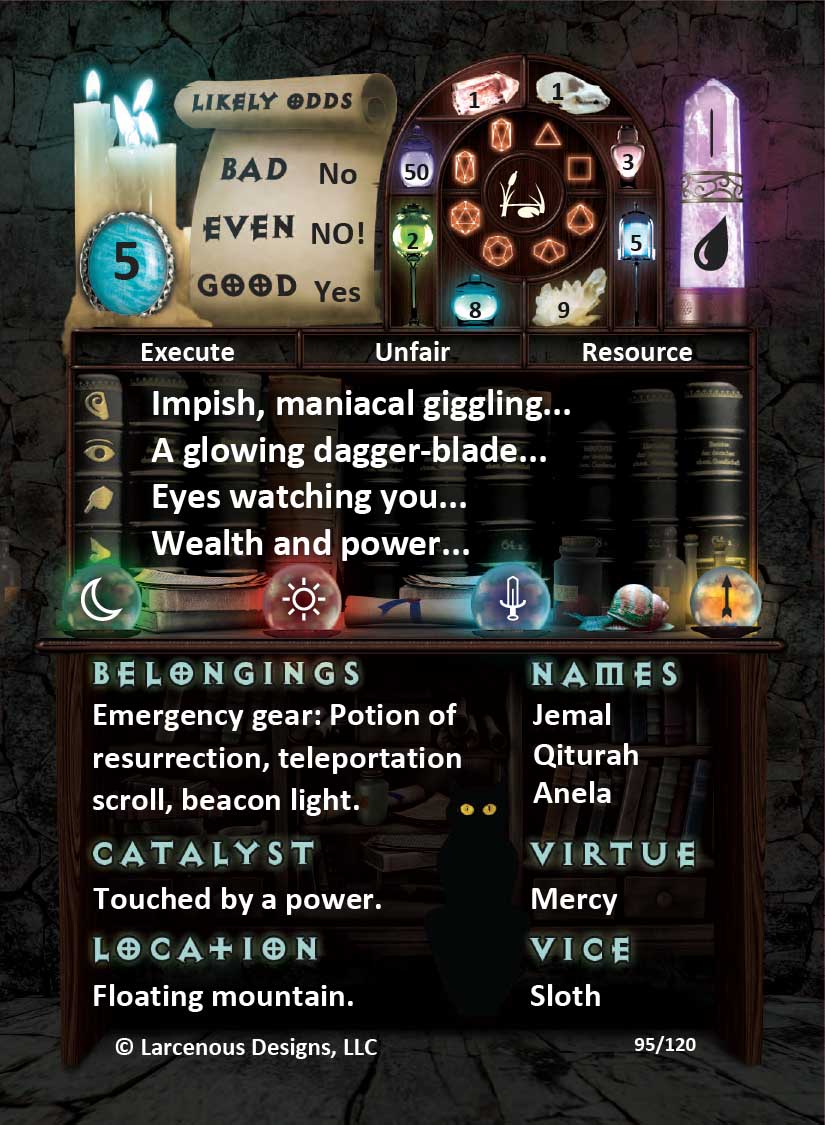 LIKELY ODDS
BAD No
EVEN NO!
GOOD Yes
5
1 1
50 3
2 5
8 9
Execute Unfair Resource
Impish, maniacal giggling...
A glowing dagger-blade...
Eyes watching you...
Wealth and power...
BELONGINGS
Emergency gear: Potion of
resurrection, teleportation
scroll, beacon light.
NAMES
Jemal
Qiturah
Anela
CATALYST
Touched by a power.
VIRTUE
Mercy
LOCATION
Floating mountain.
VICE
Sloth
© Larcenous Designs, LLC
95/120